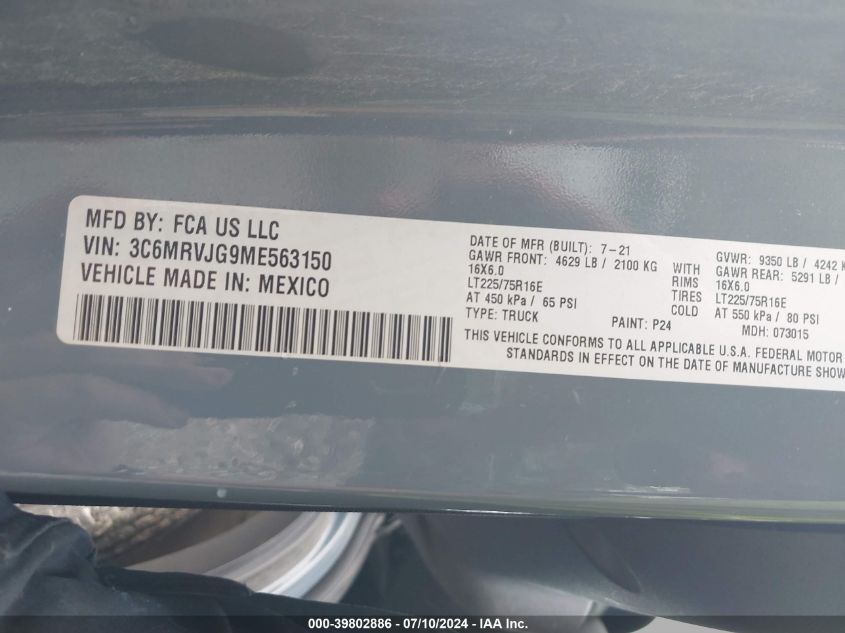 MFD BY: FCA US LLC
VIN: 3C6MRVJG9ME563150
VEHICLE MADE IN: MEXICO
DATE OF MFR (BUILT): 7-21
GAWR FRONT: 4629 LB / 2100 KG
16X6.0
LT225/75R16E
AT 450 kPa / 65 PSI
TYPE: TRUCK
WITH
RIMS
TIRES
COLD
PAINT: P24
GVWR: 9350 LB / 4242 K
GAWR REAR: 5291 LB /
16X6.0
LT225/75R16E
AT 550 kPa / 80 PSI
MDH: 073015
THIS VEHICLE CONFORMS TO ALL APPLICABLE U.S.A. FEDERAL MOTOR
STANDARDS IN EFFECT ON THE DATE OF MANUFACTURE SHOW
000-39802886 - 07/10/2024 - IAA Inc.